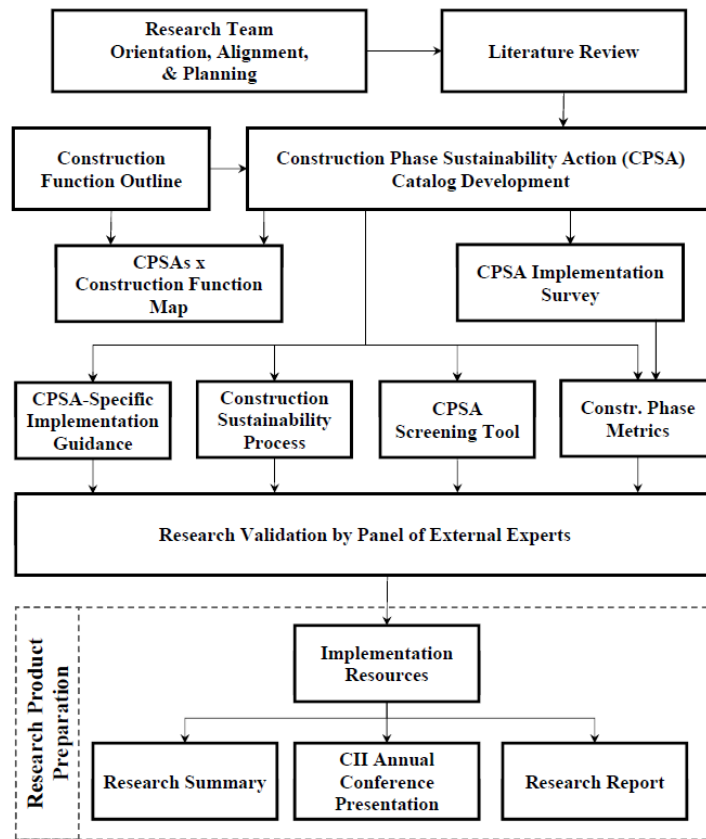 Research Team
Orientation, Alignment,
& Planning
Literature Review
Construction
Function Outline
Construction Phase Sustainability Action (CPSA)
Catalog Development
CPSAs x
Construction Function
Map
CPSA Implementation
Survey
CPSA-Specific
Implementation
Guidance
Construction
Sustainability
Process
CPSA
Screening Tool
Constr. Phase
Metrics
Research Validation by Panel of External Experts
Research Product
Preparation
Implementation
Resources
Research Summary
CII Annual
Conference
Presentation
Research Report